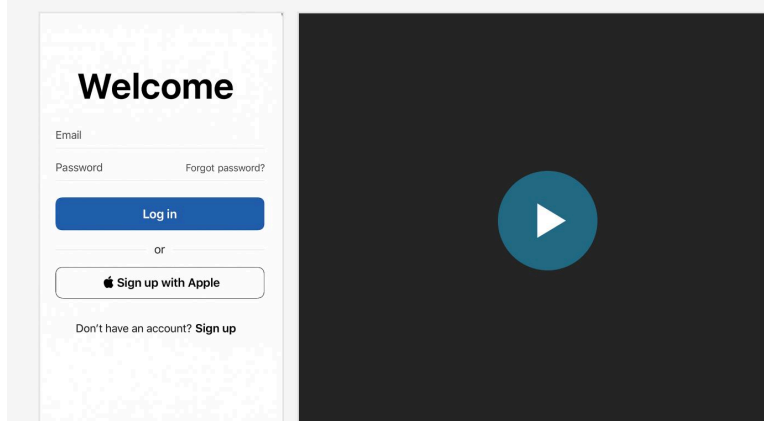 Welcome
Email
Password Forgot password?
Log in
or
Sign up with Apple
Don't have an account? Sign up